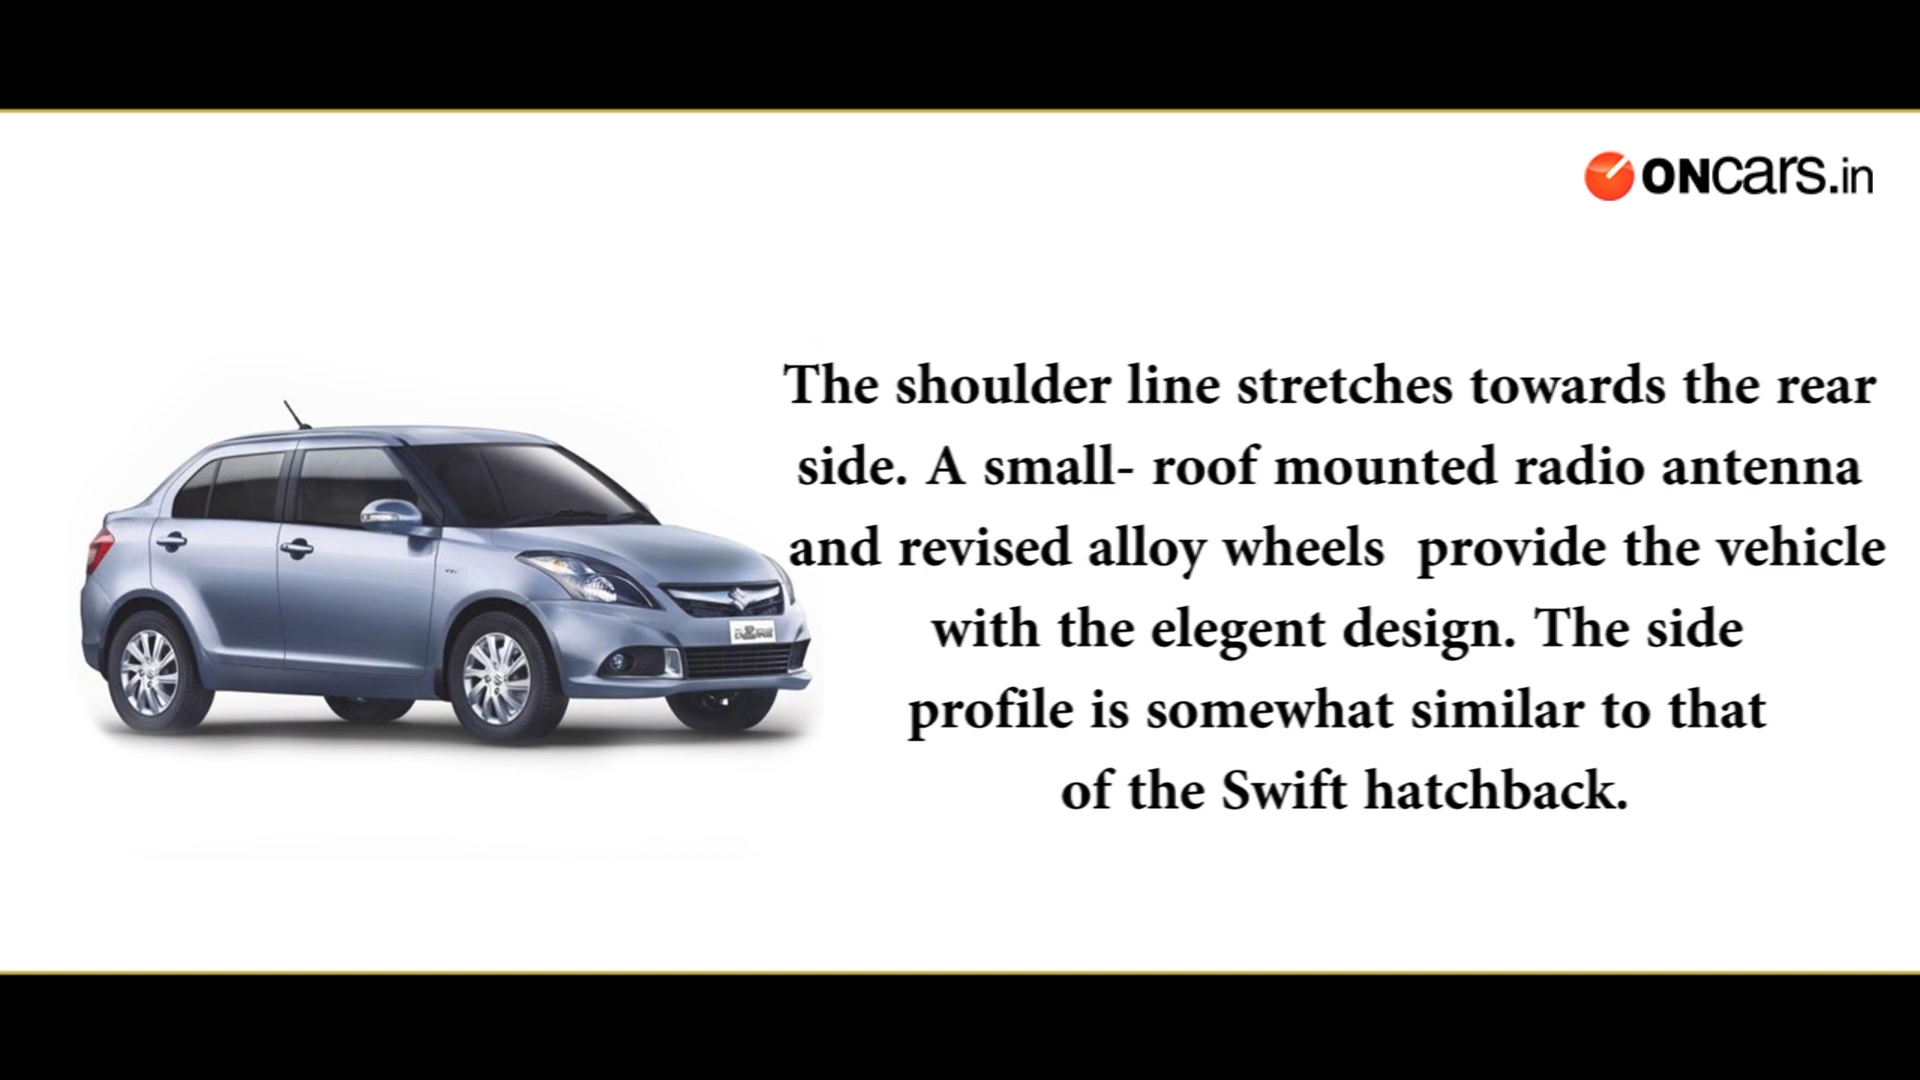 ONCars.in
The shoulder line stretches towards the rear
side. A small- roof mounted radio antenna
and revised alloy wheels provide the vehicle
with the elegent design. The side
profile is somewhat similar to that
of the Swift hatchback.